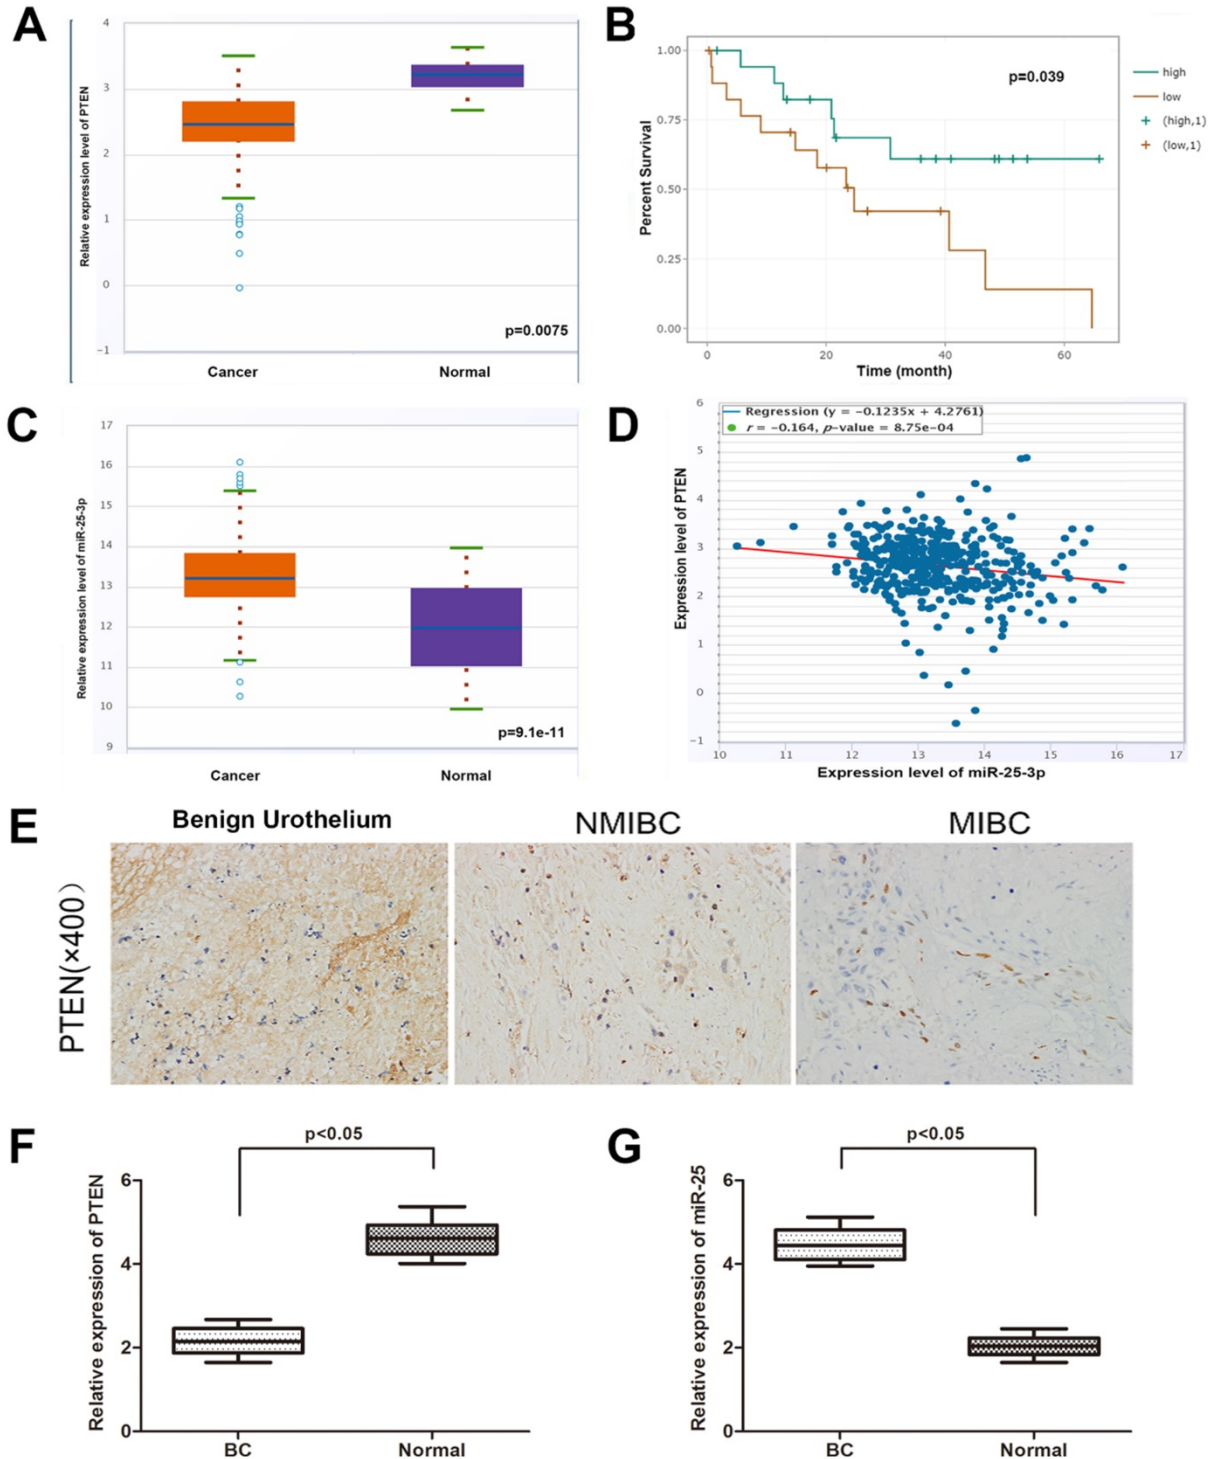 A
Relative expression level of PTEN
4
3
2
1
0
−1
p=0.0075
Cancer
Normal
B
Percent Survival
1.00
0.75
0.50
0.25
0.00
p=0.039
high
low
(high,1)
(low,1)
0
20
40
60
Time (month)
C
Relative expression level of miR-25-3p
17
16
15
14
13
12
11
10
9
p=9.1e-11
Cancer
Normal
D
Expression level of PTEN
6
5
4
3
2
1
0
−1
Regression (y = −0.1235x + 4.2761)
r = −0.164, p-value = 8.75e−04
10
11
12
13
14
15
16
17
Expression level of miR-25-3p
E
Benign Urothelium
NMIBC
MIBC
PTEN(×400)
F
p<0.05
Relative expression of PTEN
6
4
2
0
BC
Normal
G
p<0.05
Relative expression of miR-25
6
4
2
0
BC
Normal